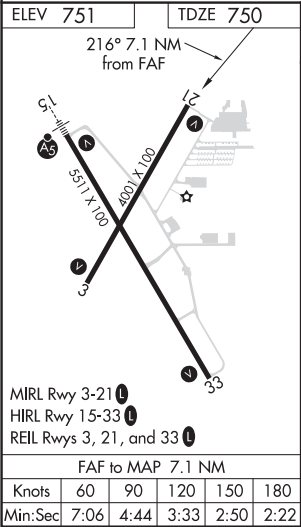 ELEV 751 TDZE 750
216° 7.1 NM
from FAF
15
21
A5
V
V
5511 X 100
4001 X 100
V
3
V
33
MIRL Rwy 3-21 L
HIRL Rwy 15-33 L
REIL Rwys 3, 21, and 33 L
FAF to MAP 7.1 NM
Knots 60 90 120 150 180
Min:Sec 7:06 4:44 3:33 2:50 2:22